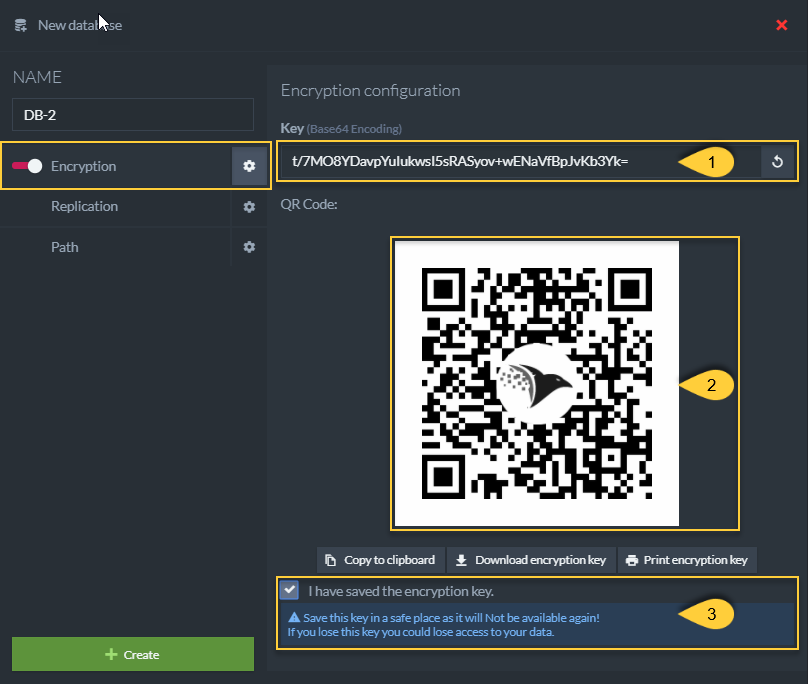 New database
NAME
DB-2
Encryption
Replication
Path
Create
Encryption configuration
Key (Base64 Encoding)
t/7MO8YDavpYuIukwsI5sRASyov+wENaVfBpJvKb3Yk=
1
QR Code:
2
Copy to clipboard
Download encryption key
Print encryption key
I have saved the encryption key.
Save this key in a safe place as it will Not be available again!
If you lose this key you could lose access to your data.
3